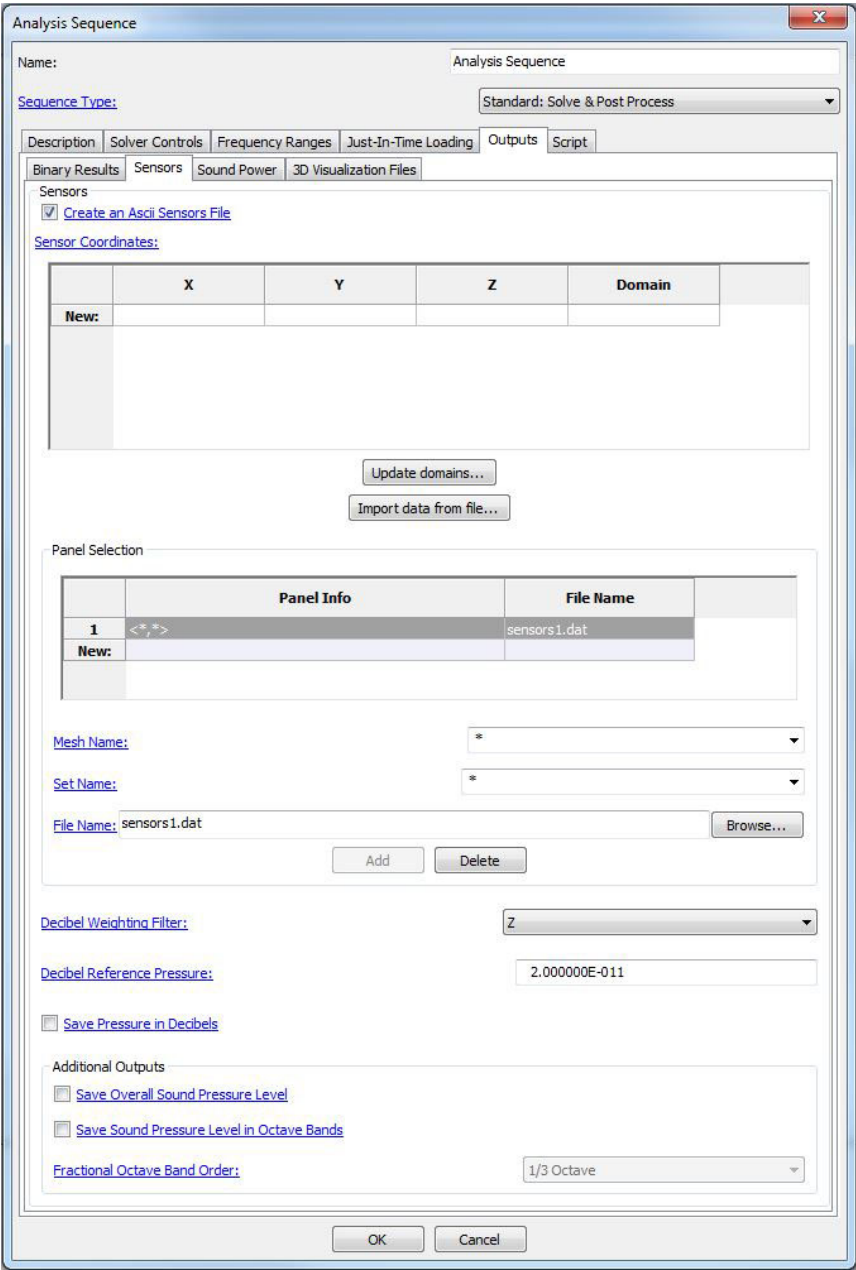 Analysis Sequence
Name: Analysis Sequence
Sequence Type: Standard: Solve & Post Process
Description Solver Controls Frequency Ranges Just-In-Time Loading Outputs Script
Binary Results Sensors Sound Power 3D Visualization Files
Sensors
Create an Ascii Sensors File
Sensor Coordinates:
X Y Z Domain
New:
Update domains...
Import data from file...
Panel Selection
Panel Info File Name
1 <*,*> sensors1.dat
New:
Mesh Name: *
Set Name: *
File Name: sensors1.dat Browse...
Add Delete
Decibel Weighting Filter: Z
Decibel Reference Pressure: 2.000000E-011
Save Pressure in Decibels
Additional Outputs
Save Overall Sound Pressure Level
Save Sound Pressure Level in Octave Bands
Fractional Octave Band Order: 1/3 Octave
OK Cancel